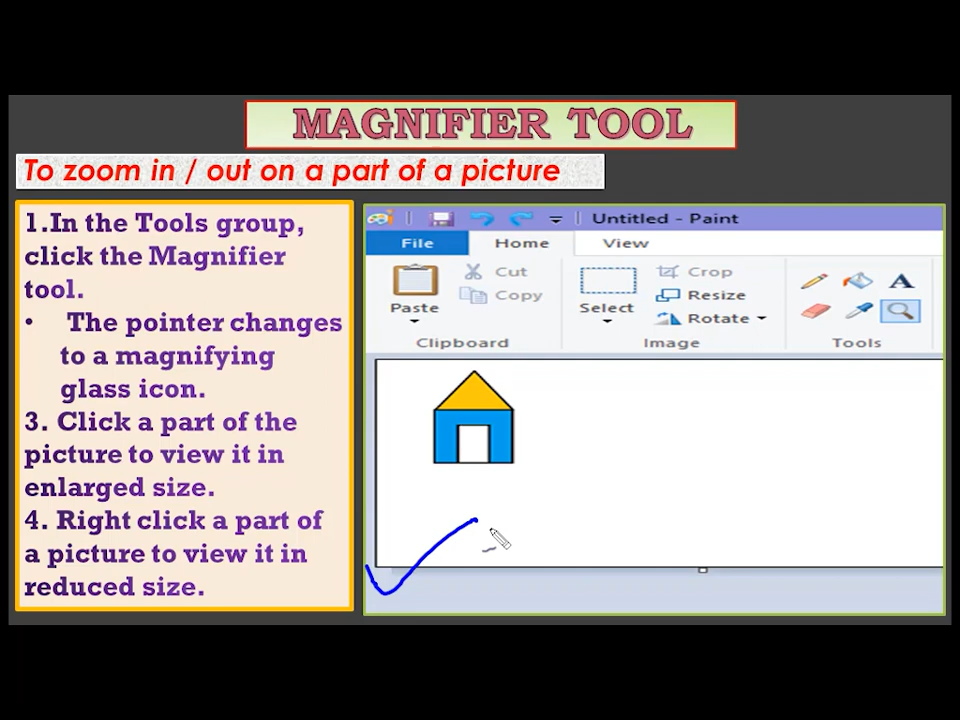 MAGNIFIER TOOL
To zoom in / out on a part of a picture
1.In the Tools group,
click the Magnifier
tool.
• The pointer changes
to a magnifying
glass icon.
3. Click a part of the
picture to view it in
enlarged size.
4. Right click a part of
a picture to view it in
reduced size.
Untitled - Paint
File Home View
Paste
Cut
Copy
Clipboard
Select
Crop
Resize
Rotate
Image
A
Tools